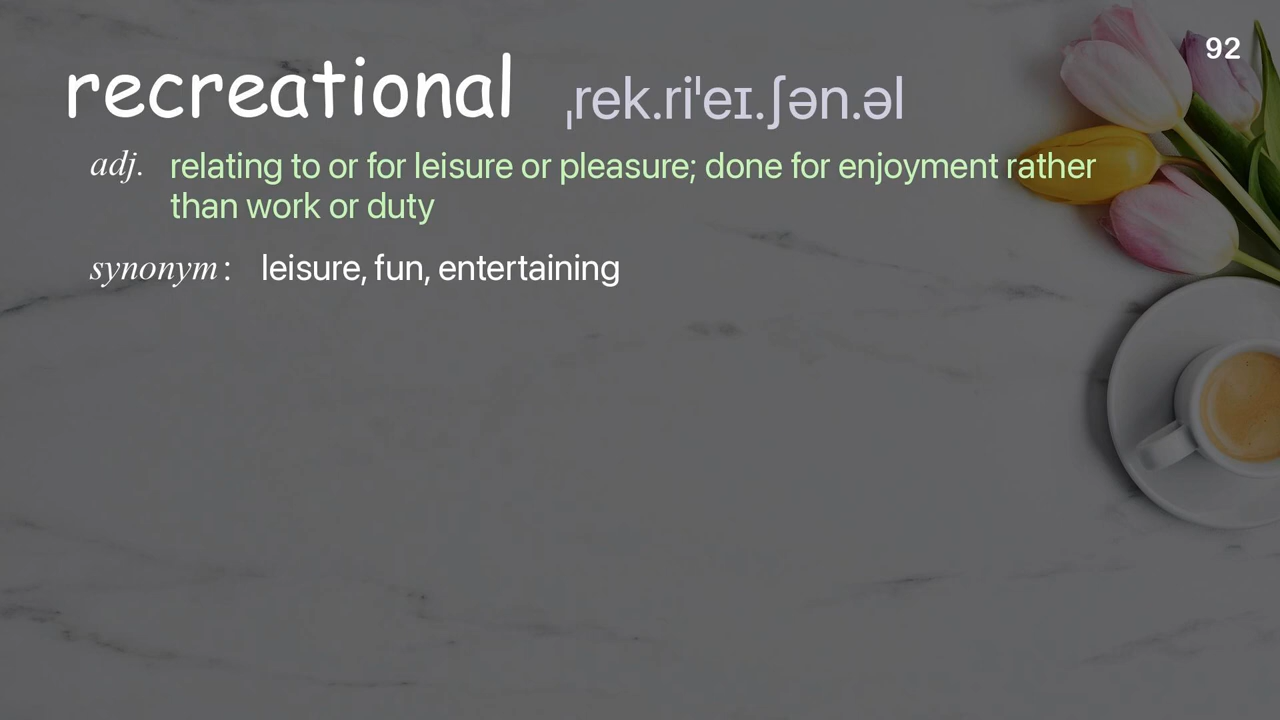 92
recreational ˌrek.riˈeɪ.ʃən.əl
adj. relating to or for leisure or pleasure; done for enjoyment rather
than work or duty
synonym : leisure, fun, entertaining